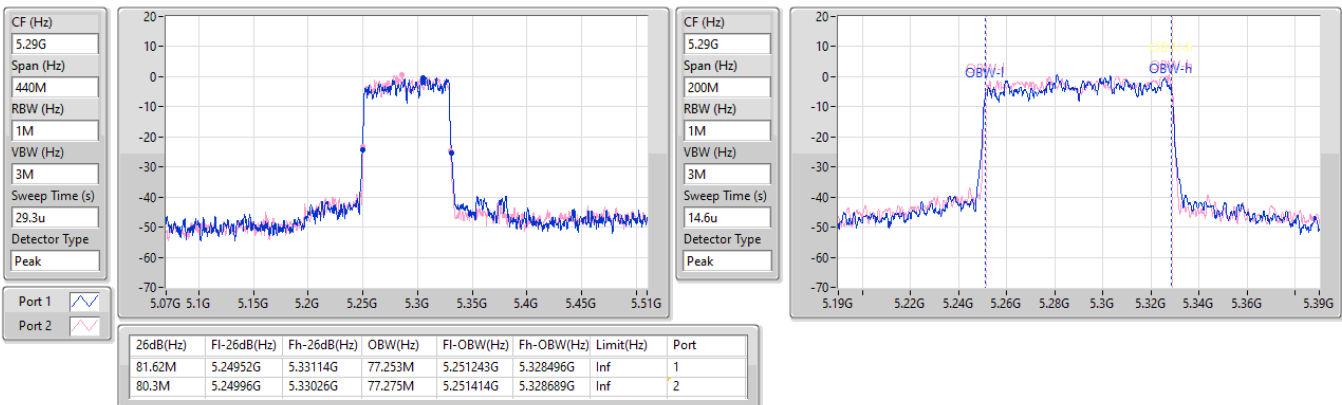 CF (Hz)
5.29G
Span (Hz)
440M
RBW (Hz)
1M
VBW (Hz)
3M
Sweep Time (s)
29.3u
Detector Type
Peak
Port 1
Port 2
20
10
0
-10
-20
-30
-40
-50
-60
-70
5.07G 5.1G 5.15G 5.2G 5.25G 5.3G 5.35G 5.4G 5.45G 5.51G
CF (Hz)
5.29G
Span (Hz)
200M
RBW (Hz)
1M
VBW (Hz)
3M
Sweep Time (s)
14.6u
Detector Type
Peak
20
10
0
-10
-20
-30
-40
-50
-60
-70
OBW-l OBW-h
5.19G 5.22G 5.24G 5.26G 5.28G 5.3G 5.32G 5.34G 5.36G 5.39G
26dB(Hz) Fl-26dB(Hz) Fh-26dB(Hz) OBW(Hz) Fl-OBW(Hz) Fh-OBW(Hz) Limit(Hz) Port
81.62M 5.24952G 5.33114G 77.253M 5.251243G 5.328496G Inf 1
80.3M 5.24996G 5.33026G 77.275M 5.251414G 5.328689G Inf 2